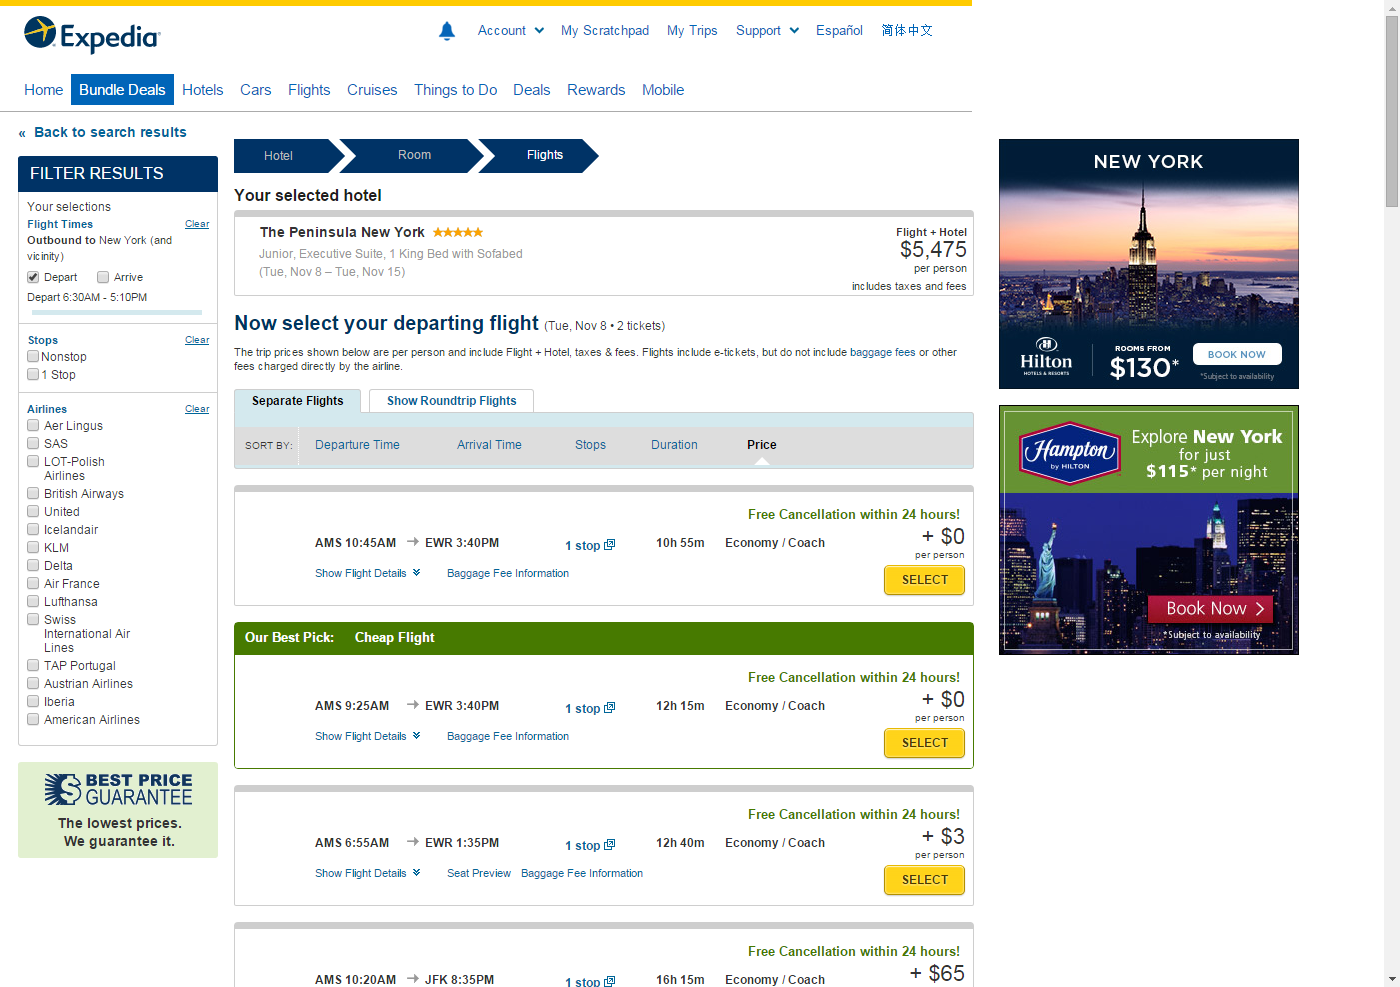 Expedia
Account
My Scratchpad
My Trips
Support
Español
简体中文
Home
Bundle Deals
Hotels
Cars
Flights
Cruises
Things to Do
Deals
Rewards
Mobile
« Back to search results
FILTER RESULTS
Your selections
Flight Times Clear
Outbound to New York (and
vicinity)
Depart Arrive
Depart 6:30AM - 5:10PM
Stops Clear
Nonstop
1 Stop
Airlines Clear
Aer Lingus
SAS
LOT-Polish
Airlines
British Airways
United
Icelandair
KLM
Delta
Air France
Lufthansa
Swiss
International Air
Lines
TAP Portugal
Austrian Airlines
Iberia
American Airlines
BEST PRICE
GUARANTEE
The lowest prices.
We guarantee it.
Hotel
Room
Flights
Your selected hotel
The Peninsula New York
Junior, Executive Suite, 1 King Bed with Sofabed
(Tue, Nov 8 – Tue, Nov 15)
Flight + Hotel
$5,475
per person
includes taxes and fees
Now select your departing flight (Tue, Nov 8 • 2 tickets)
The trip prices shown below are per person and include Flight + Hotel, taxes & fees. Flights include e-tickets, but do not include baggage fees or other
fees charged directly by the airline.
Separate Flights
Show Roundtrip Flights
SORT BY: Departure Time Arrival Time Stops Duration Price
Free Cancellation within 24 hours!
AMS 10:45AM → EWR 3:40PM 1 stop 10h 55m Economy / Coach + $0
per person
Show Flight Details Baggage Fee Information
SELECT
Our Best Pick: Cheap Flight
Free Cancellation within 24 hours!
AMS 9:25AM → EWR 3:40PM 1 stop 12h 15m Economy / Coach + $0
per person
Show Flight Details Baggage Fee Information
SELECT
Free Cancellation within 24 hours!
AMS 6:55AM → EWR 1:35PM 1 stop 12h 40m Economy / Coach + $3
per person
Show Flight Details Seat Preview Baggage Fee Information
SELECT
Free Cancellation within 24 hours!
AMS 10:20AM → JFK 8:35PM 1 stop 16h 15m Economy / Coach + $65
NEW YORK
Hilton
HOTELS & RESORTS
ROOMS FROM
$130*
BOOK NOW
*Subject to availability
Hampton
by HILTON
Explore New York
for just
$115* per night
Book Now
*Subject to availability